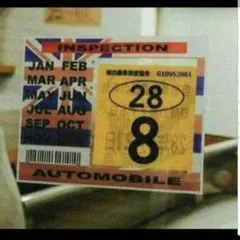 INSPECTION
JAN FEB
MAR APR
MAY JUN
JUL AUG
SEP OCT
28
8
AUTOMOBILE